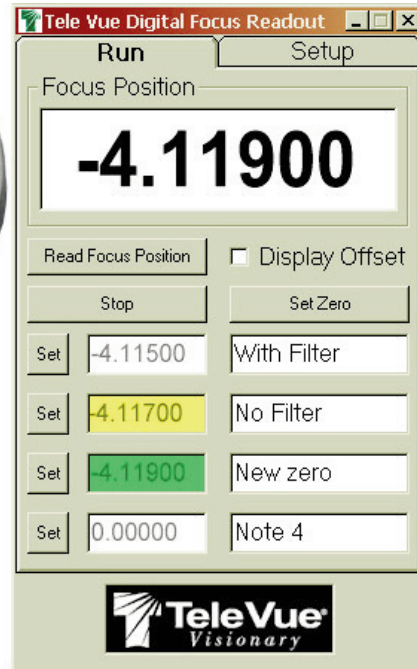 Tele Vue Digital Focus Readout
Run Setup
Focus Position
-4.11900
Read Focus Position Display Offset
Stop Set Zero
Set -4.11500 With Filter
Set -4.11700 No Filter
Set -4.11900 New zero
Set 0.00000 Note 4
TeleVue®
Visionary